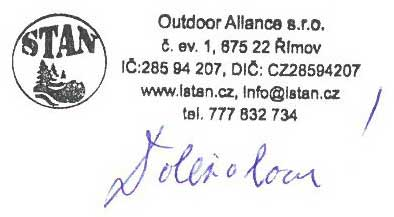 STAN
Outdoor Aliance s.r.o.
č. ev. 1, 675 22 Římov
IČ:285 94 207, DIČ: CZ28594207
www.istan.cz, info@istan.cz
tel. 777 832 734